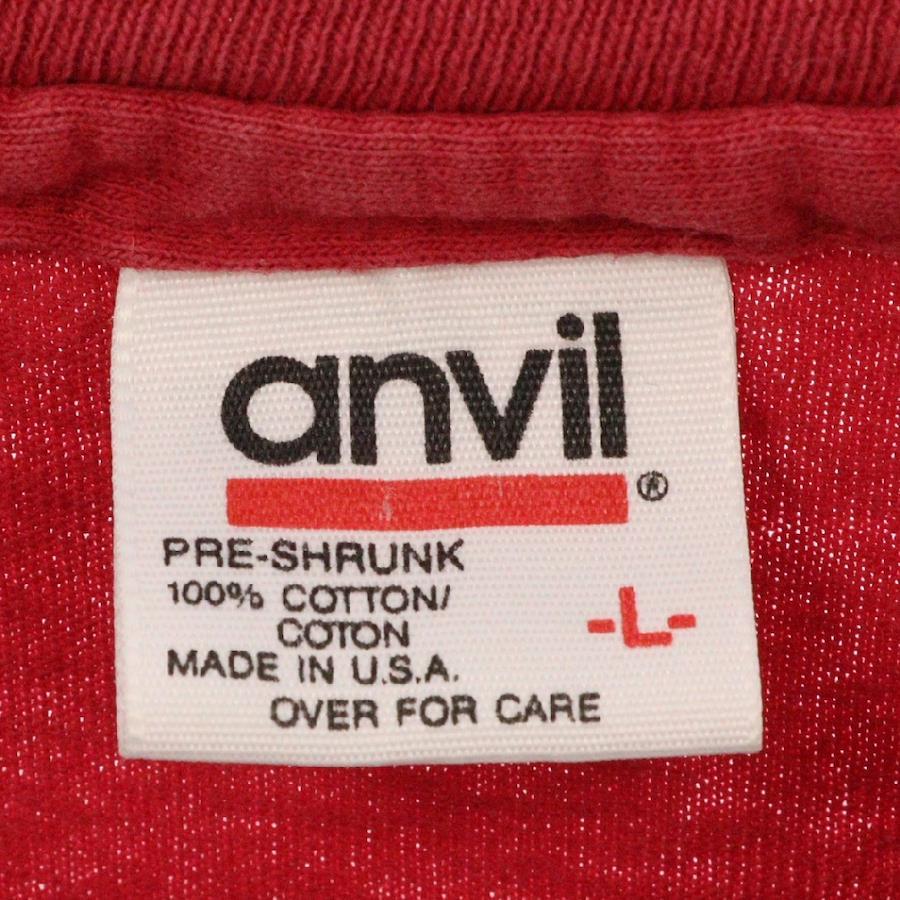 anvil
®
PRE-SHRUNK
100% COTTON/
COTON
-L-
MADE IN U.S.A.
OVER FOR CARE